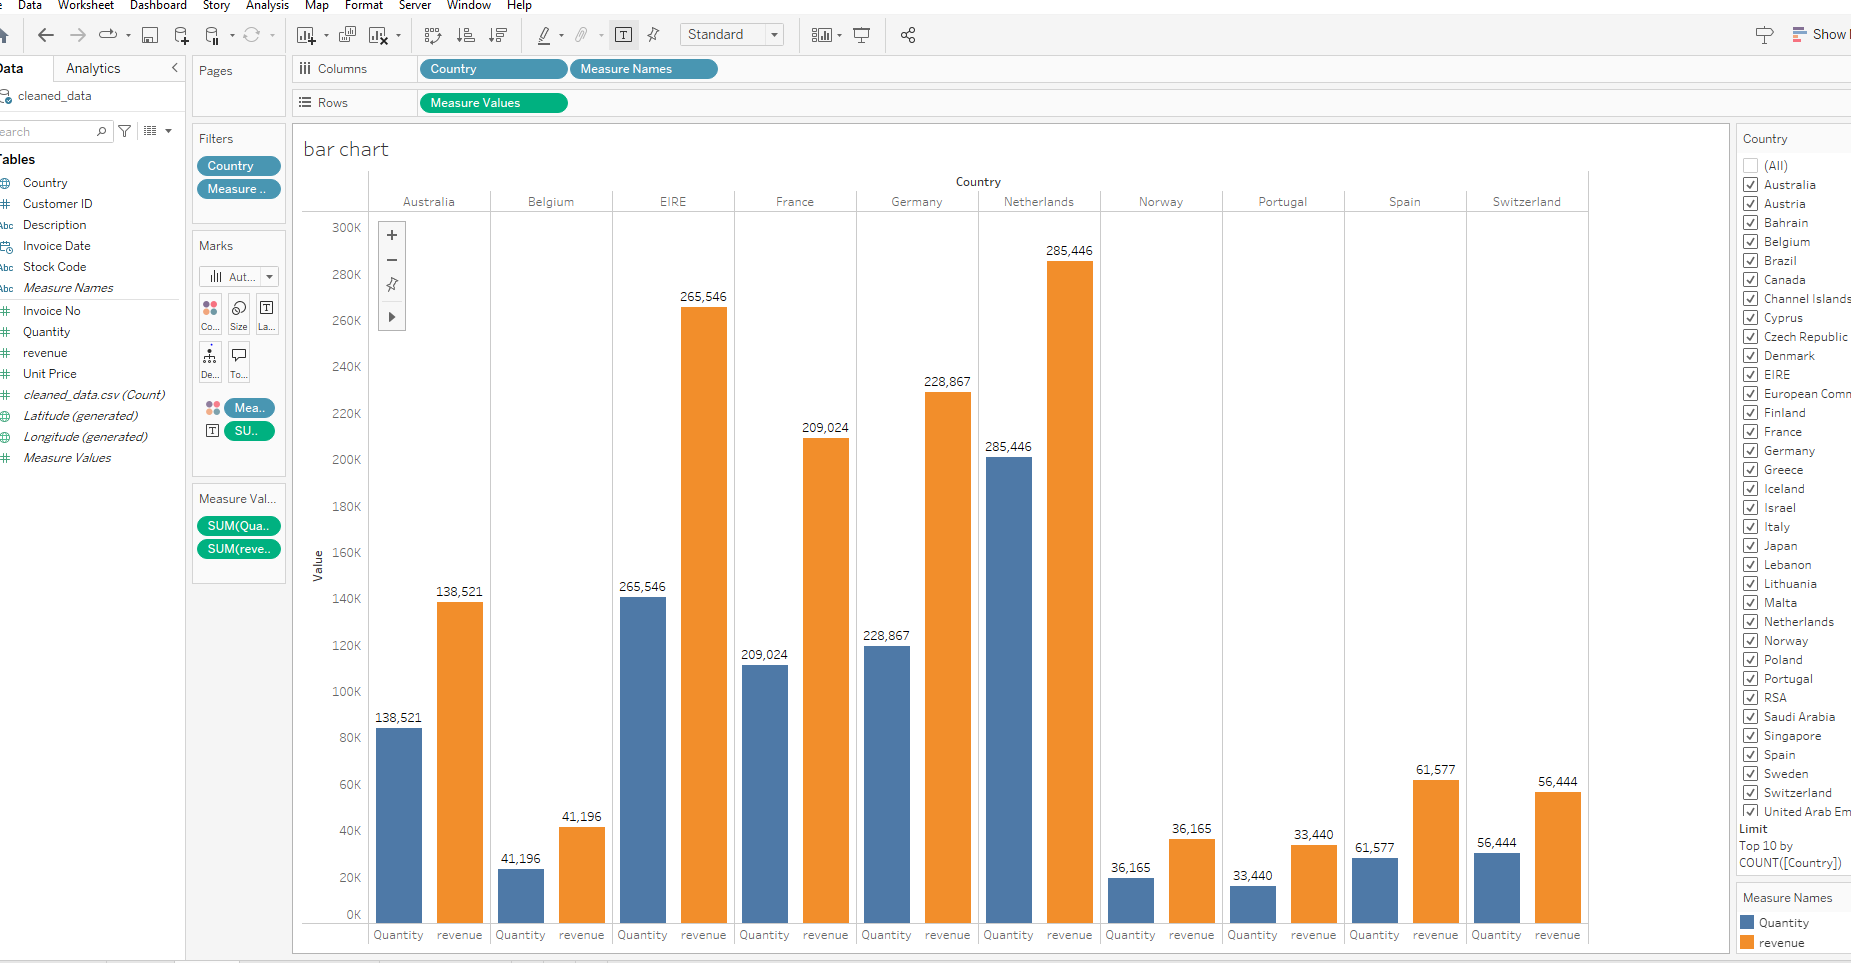 Data Worksheet Dashboard Story Analysis Map Format Server Window Help
Standard
Show
Data Analytics
cleaned_data
Search
Tables
Country
Customer ID
Abc Description
Invoice Date
Abc Stock Code
Abc Measure Names
Invoice No
Quantity
revenue
Unit Price
cleaned_data.csv (Count)
Latitude (generated)
Longitude (generated)
Measure Values
Pages
Filters
Country
Measure ..
Marks
Aut...
Co... Size La...
De... To...
Mea..
SU..
Measure Val...
SUM(Qua..
SUM(reve..
Columns Country Measure Names
Rows Measure Values
bar chart
Country
Australia Belgium EIRE France Germany Netherlands Norway Portugal Spain Switzerland
300K
280K
260K
240K
220K
200K
180K
160K
140K
120K
100K
80K
60K
40K
20K
0K
Value
138,521 138,521
41,196 41,196
265,546 265,546
209,024 209,024
228,867 228,867
285,446 285,446
36,165 36,165
33,440 33,440
61,577 61,577
56,444 56,444
Quantity revenue Quantity revenue Quantity revenue Quantity revenue Quantity revenue Quantity revenue Quantity revenue Quantity revenue Quantity revenue Quantity revenue
Country
(All)
Australia
Austria
Bahrain
Belgium
Brazil
Canada
Channel Islands
Cyprus
Czech Republic
Denmark
EIRE
European Comm
Finland
France
Germany
Greece
Iceland
Israel
Italy
Japan
Lebanon
Lithuania
Malta
Netherlands
Norway
Poland
Portugal
RSA
Saudi Arabia
Singapore
Spain
Sweden
Switzerland
United Arab Em
Limit
Top 10 by
COUNT([Country])
Measure Names
Quantity
revenue